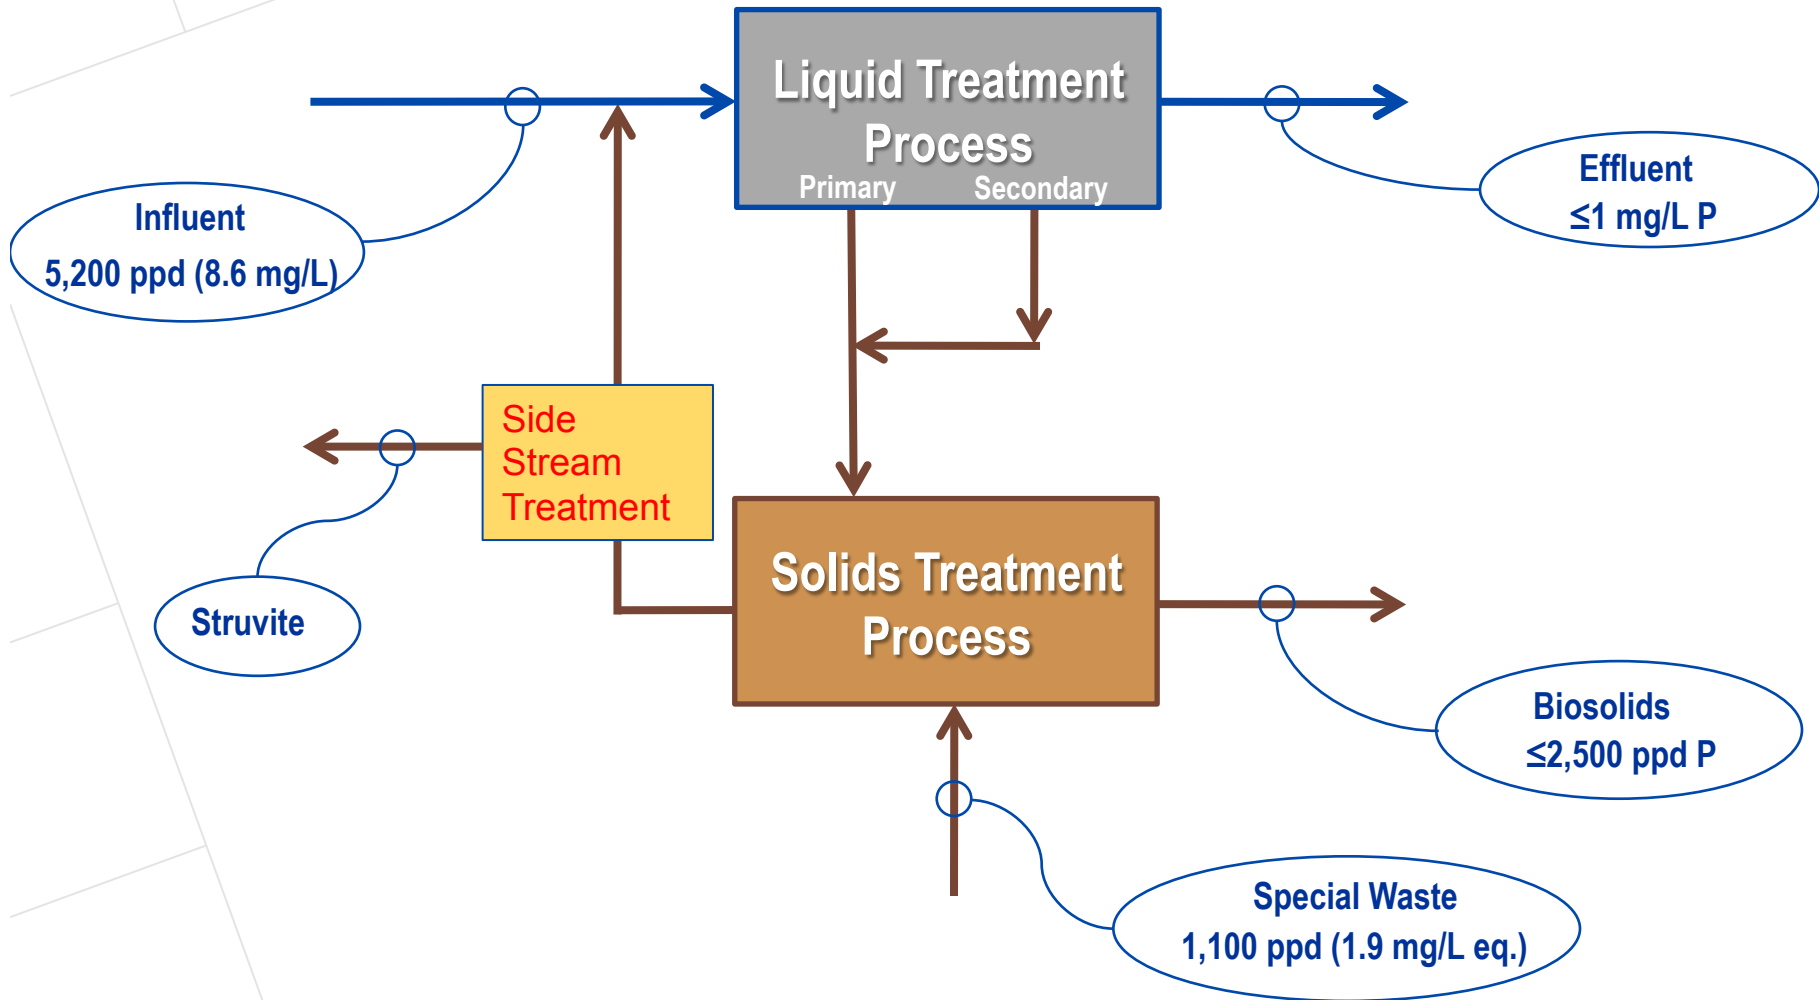 Liquid Treatment
Process
Primary
Secondary
Influent
5,200 ppd (8.6 mg/L)
Effluent
≤1 mg/L P
Side
Stream
Treatment
Struvite
Solids Treatment
Process
Biosolids
≤2,500 ppd P
Special Waste
1,100 ppd (1.9 mg/L eq.)